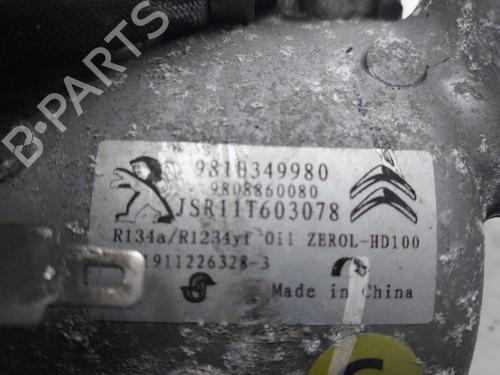 B-PARTS
9810349980
9808860080
JSR11T603078
R134a/R1234yf Oil ZEROL-HD100
1911226328-3
Made in China